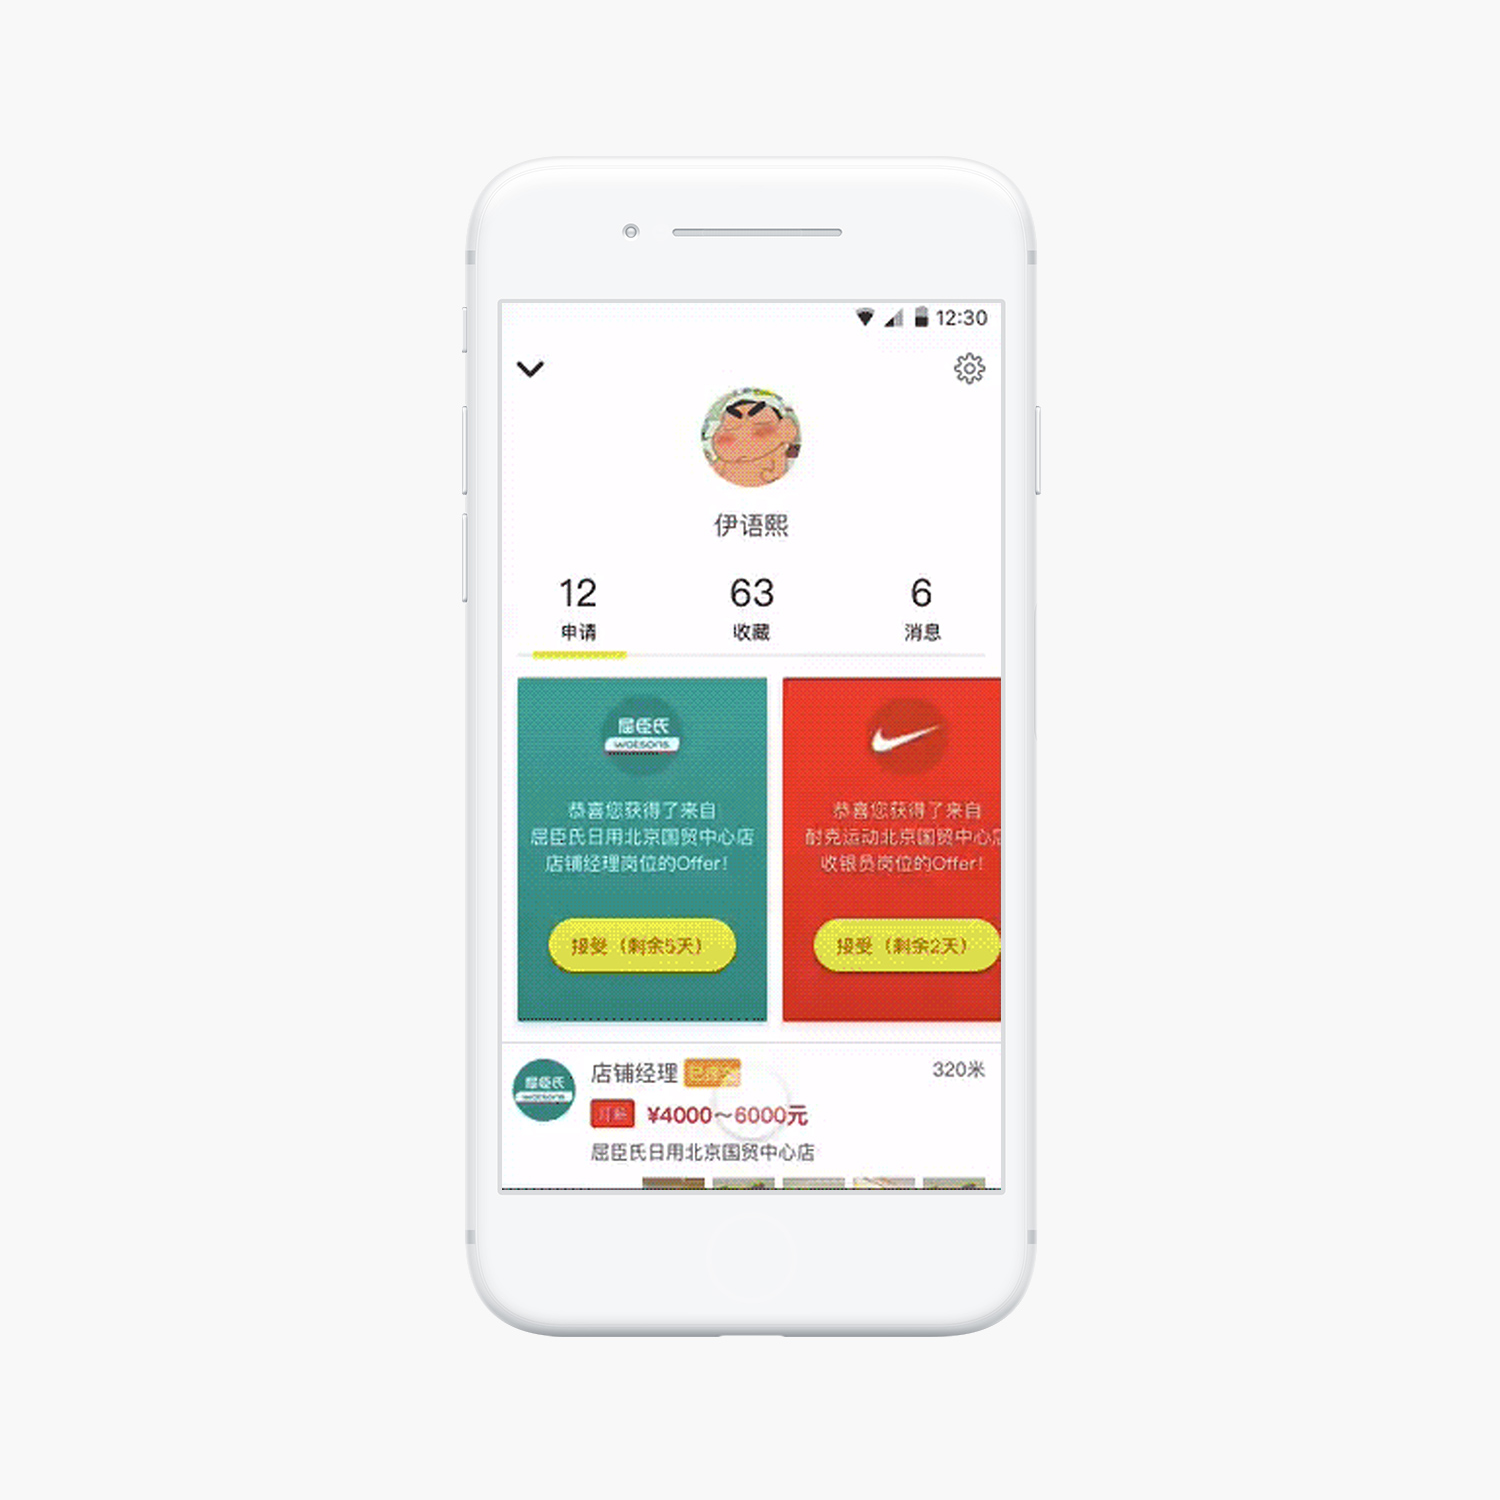 12:30
伊语熙
12 63 6
申请 收藏 消息
屈臣氏
watsons
恭喜您获得了来自
屈臣氏日用北京国贸中心店
店铺经理岗位的Offer!
接受（剩余5天）
恭喜您获得了来自
耐克运动北京国贸中心
收银员岗位的Offer!
接受（剩余2天）
屈臣氏
watsons
店铺经理
320米
¥4000～6000元
屈臣氏日用北京国贸中心店